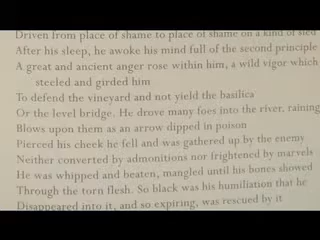 Driven from place of shame to place of shame on a kind of sled
After his sleep, he awoke his mind full of the second principle
A great and ancient anger rose within him, a wild vigor which
steeled and girded him
To defend the vineyard and not yield the basilica
Or the level bridge. He drove many foes into the river, raining
Blows upon them as an arrow dipped in poison
Pierced his cheek he fell and was gathered up by the enemy
Neither converted by admonitions nor frightened by marvels
He was whipped and beaten, mangled until his bones showed
Through the torn flesh. So black was his humiliation that he
Disappeared into it, and so expiring, was rescued by it